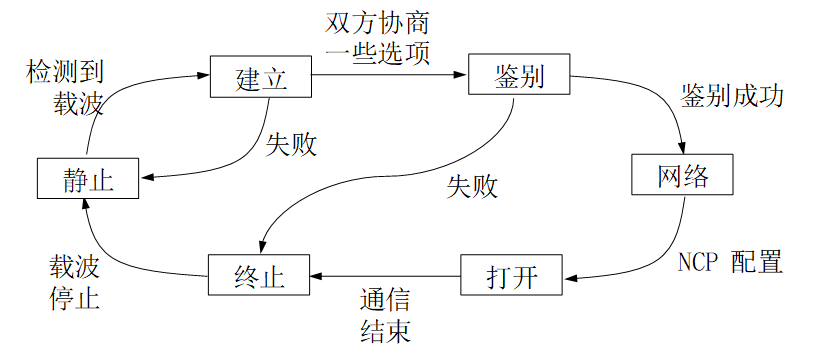 双方协商
一些选项
检测到
载波
建立
鉴别
鉴别成功
失败
失败
静止
网络
载波
停止
终止
通信
结束
打开
NCP 配置